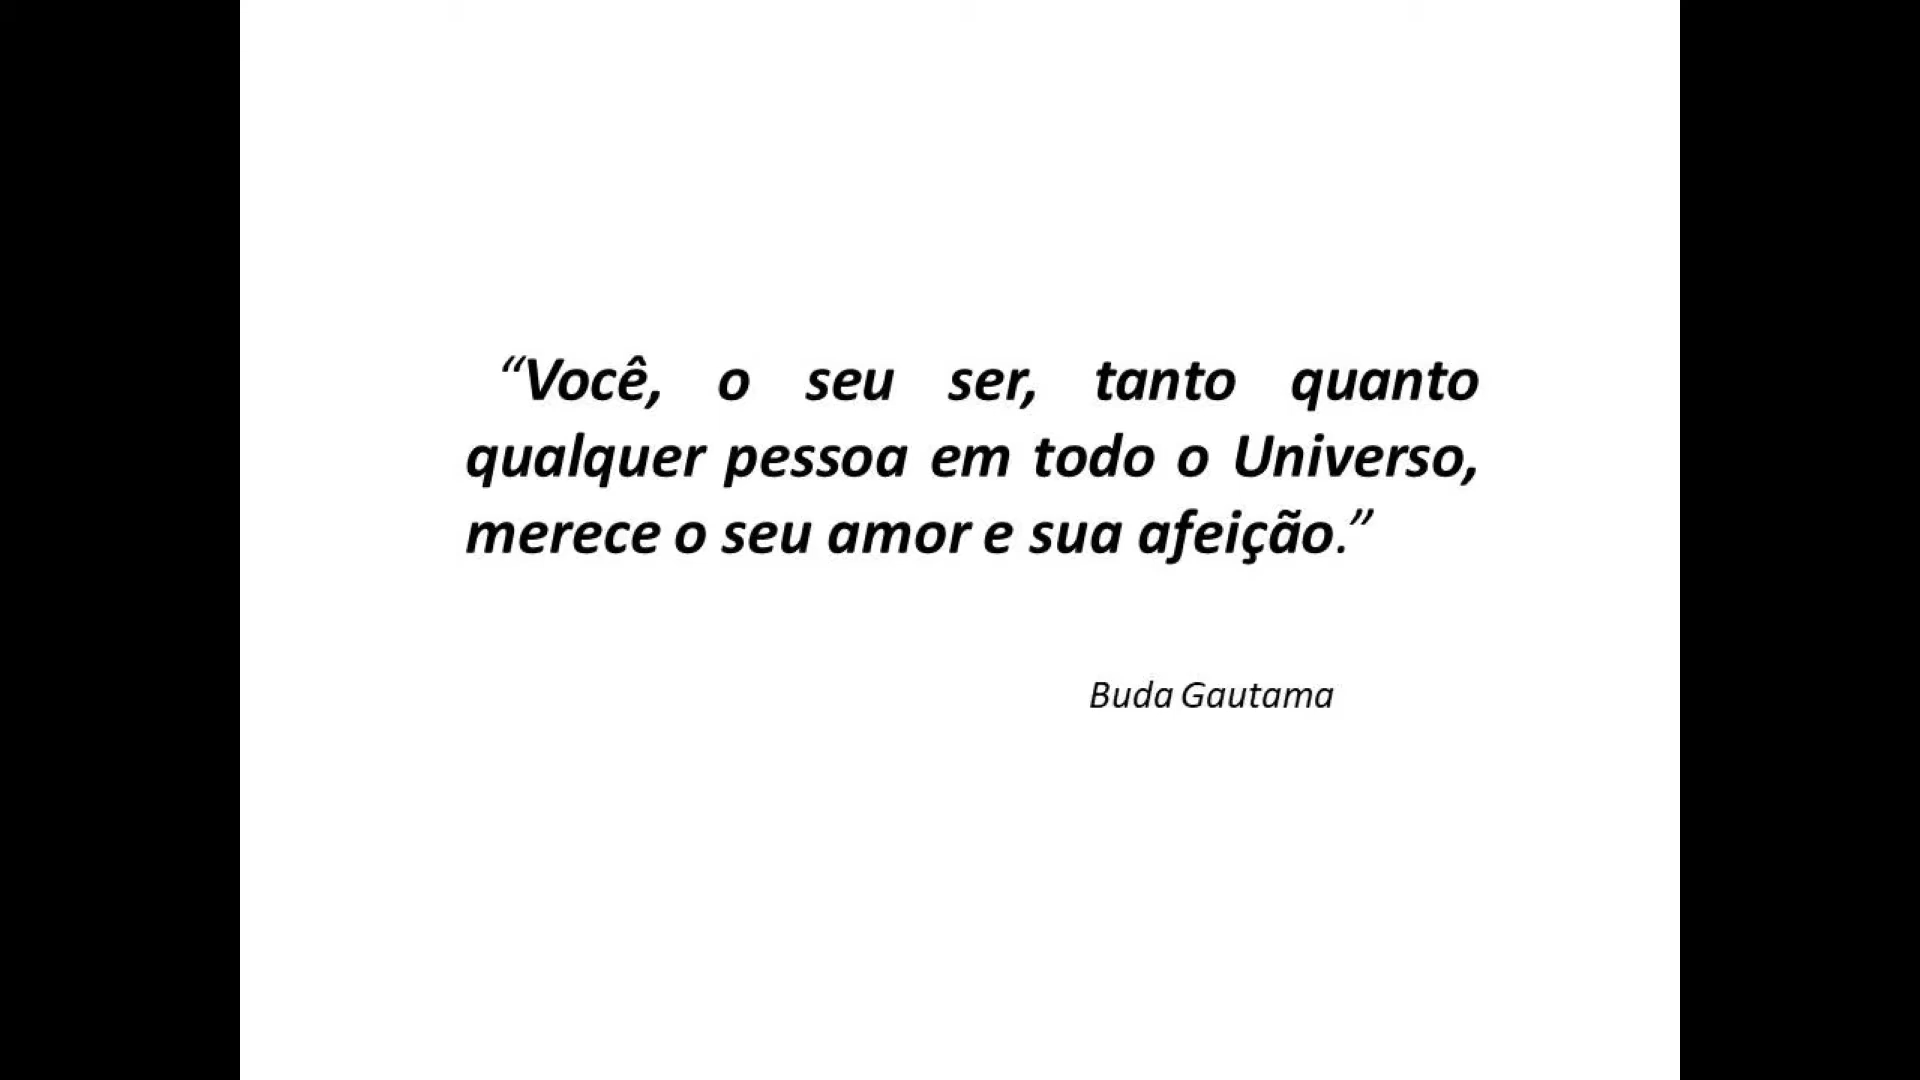 “Você, o seu ser, tanto quanto
qualquer pessoa em todo o Universo,
merece o seu amor e sua afeição.”
Buda Gautama